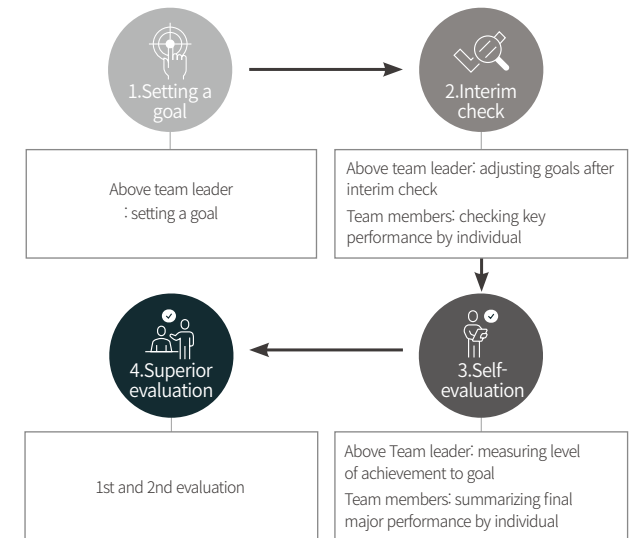 1.Setting a
goal
Above team leader
: setting a goal
2.Interim
check
Above team leader: adjusting goals after
interim check
Team members: checking key
performance by individual
3.Self-
evaluation
Above Team leader: measuring level
of achievement to goal
Team members: summarizing final
major performance by individual
4.Superior
evaluation
1st and 2nd evaluation